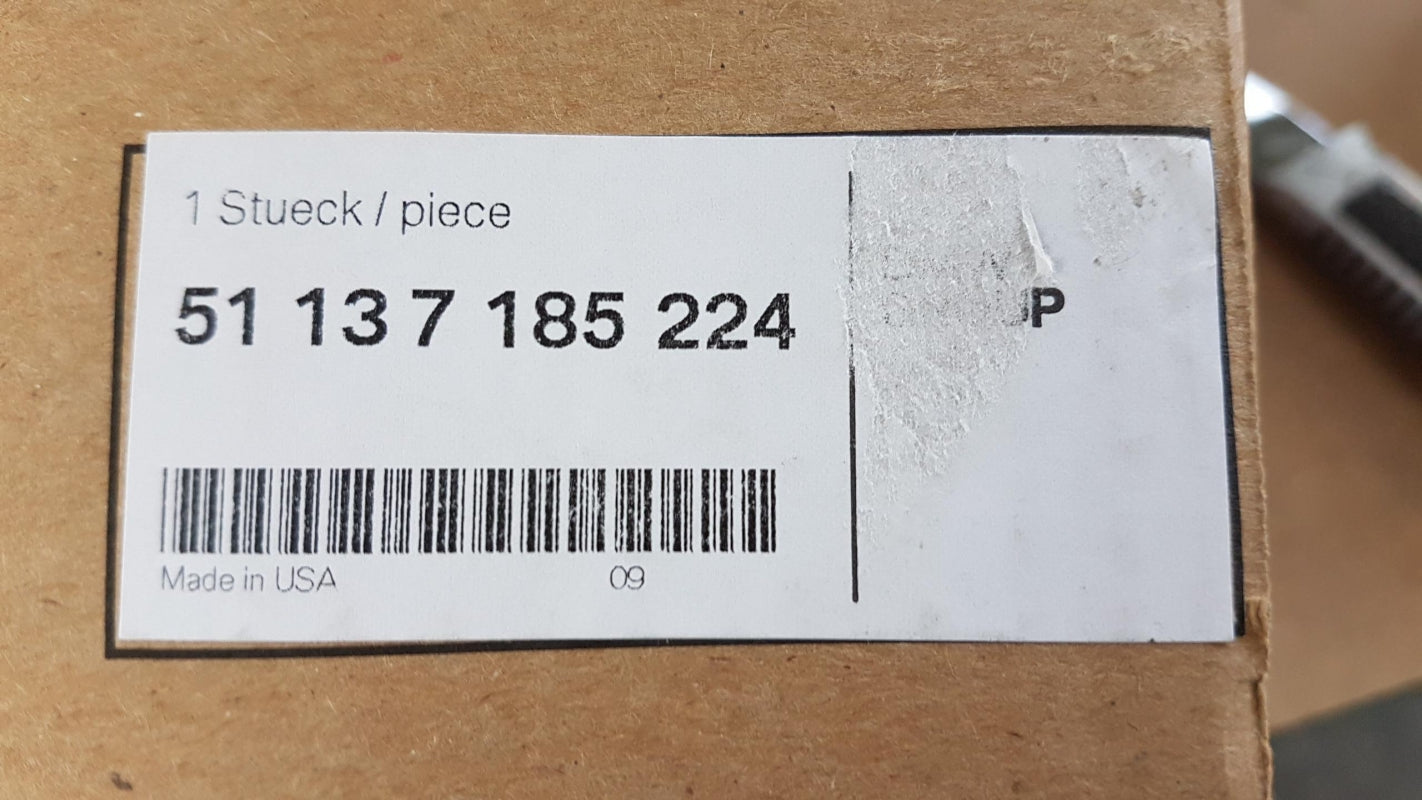 1 Stueck / piece
51 13 7 185 224
Made in USA 09